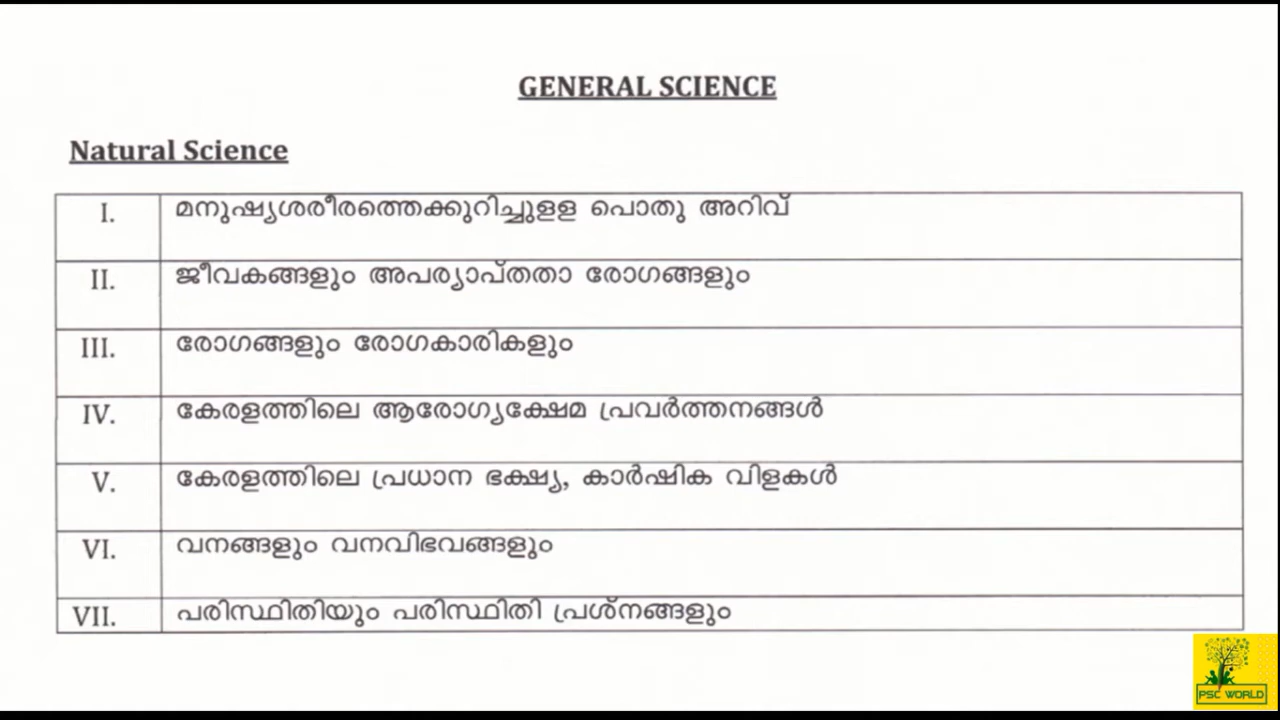 GENERAL SCIENCE
Natural Science
I. മനുഷ്യശരീരത്തെക്കുറിച്ചുളള പൊതു അറിവ്
II. ജീവകങ്ങളും അപര്യാപ്തതാ രോഗങ്ങളും
III. രോഗങ്ങളും രോഗകാരികളും
IV. കേരളത്തിലെ ആരോഗ്യക്ഷേമ പ്രവർത്തനങ്ങൾ
V. കേരളത്തിലെ പ്രധാന ഭക്ഷ്യ, കാർഷിക വിളകൾ
VI. വനങ്ങളും വനവിഭവങ്ങളും
VII. പരിസ്ഥിതിയും പരിസ്ഥിതി പ്രശ്നങ്ങളും
PSC WORLD